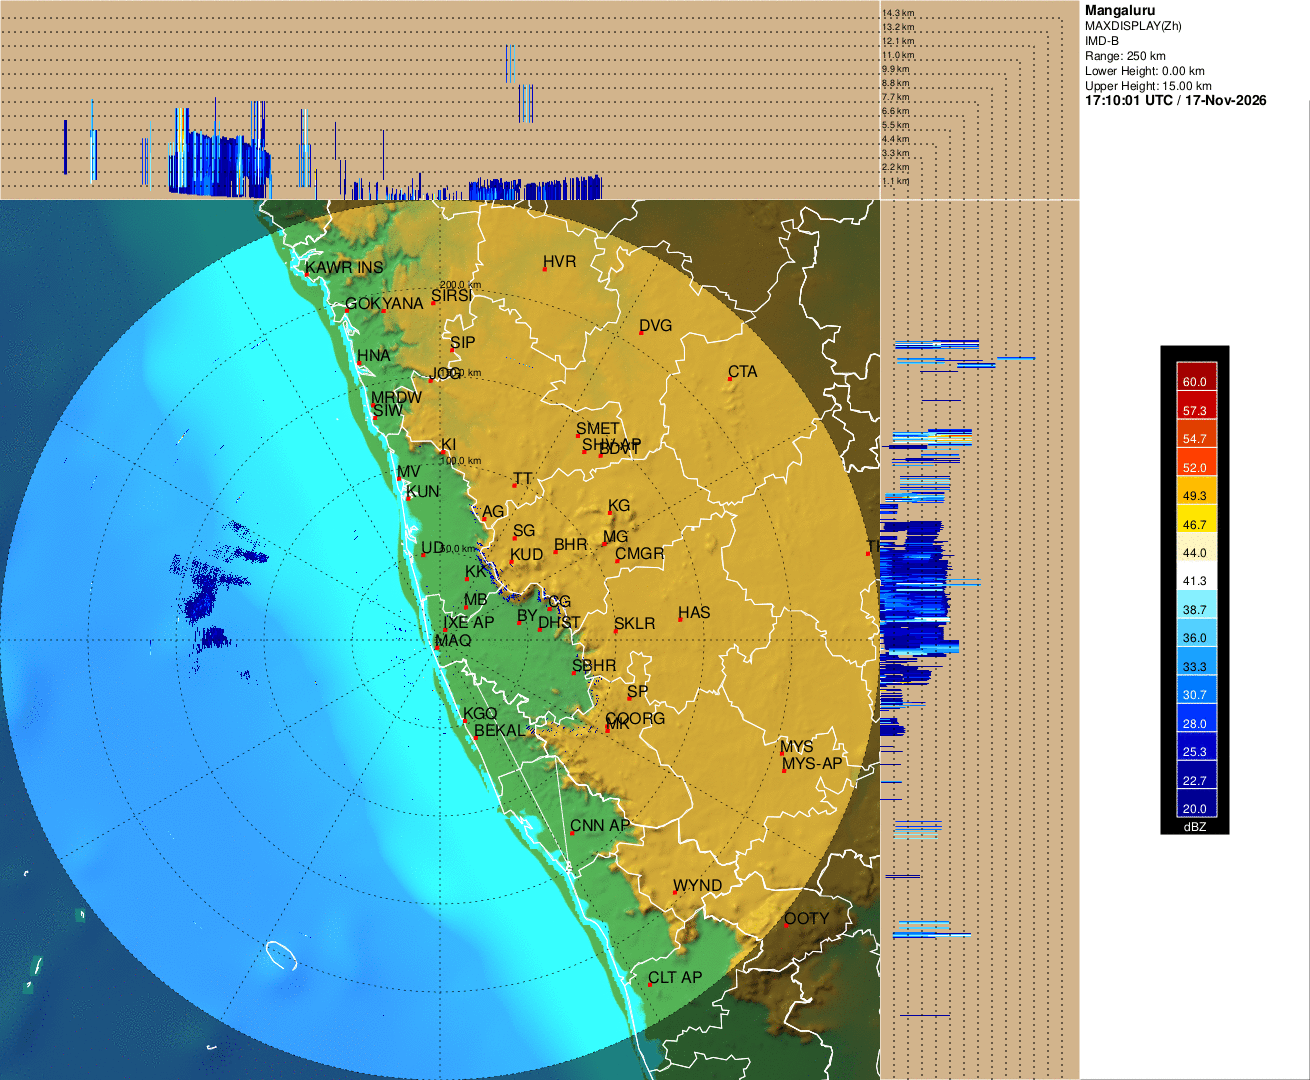 14.3 km
13.2 km
12.1 km
11.0 km
9.9 km
8.8 km
7.7 km
6.6 km
5.5 km
4.4 km
3.3 km
2.2 km
1.1 km
Mangaluru
MAXDISPLAY(Zh)
IMD-B
Range: 250 km
Lower Height: 0.00 km
Upper Height: 15.00 km
17:10:01 UTC / 17-Nov-2026
KAWR INS
HVR
200.0 km
SIRSI
GOKYANA
DVG
SIP
HNA
JOG
CTA
MRDW
SIW
SMET
SHV AP
BDVT
KI
100.0 km
MV
TT
KUN
KG
AG
SG
MG
UD
50.0 km
KUD
BHR
CMGR
KK
MB
CG
IXE AP
BY
DHST
SKLR
HAS
MAQ
SBHR
SP
KGQ
COORG
MK
BEKAL
MYS
MYS-AP
CNN AP
WYND
OOTY
CLT AP
60.0
57.3
54.7
52.0
49.3
46.7
44.0
41.3
38.7
36.0
33.3
30.7
28.0
25.3
22.7
20.0
dBZ